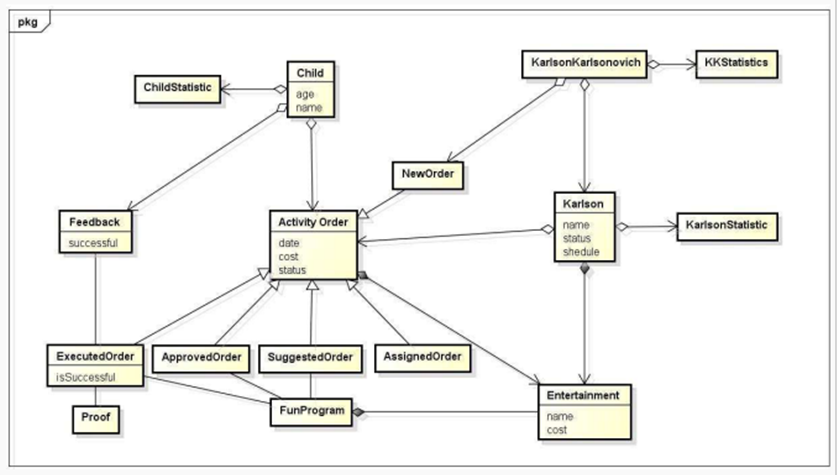 pkg
KarlsonKarlsonovich
KKStatistics
Child
age
name
ChildStatistic
NewOrder
Karlson
name
status
shedule
KarlsonStatistic
Feedback
successful
Activity Order
date
cost
status
ExecutedOrder
isSuccessful
ApprovedOrder
SuggestedOrder
AssignedOrder
Entertainment
name
cost
FunProgram
Proof